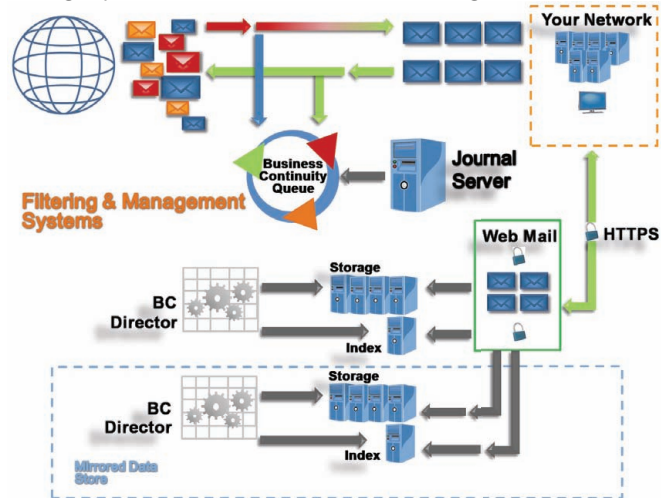 Your Network
Business
Continuity
Queue
Journal
Server
Filtering & Management
Systems
HTTPS
Web Mail
Storage
BC
Director
Index
Storage
BC
Director
Index
Mirrored Data
Store